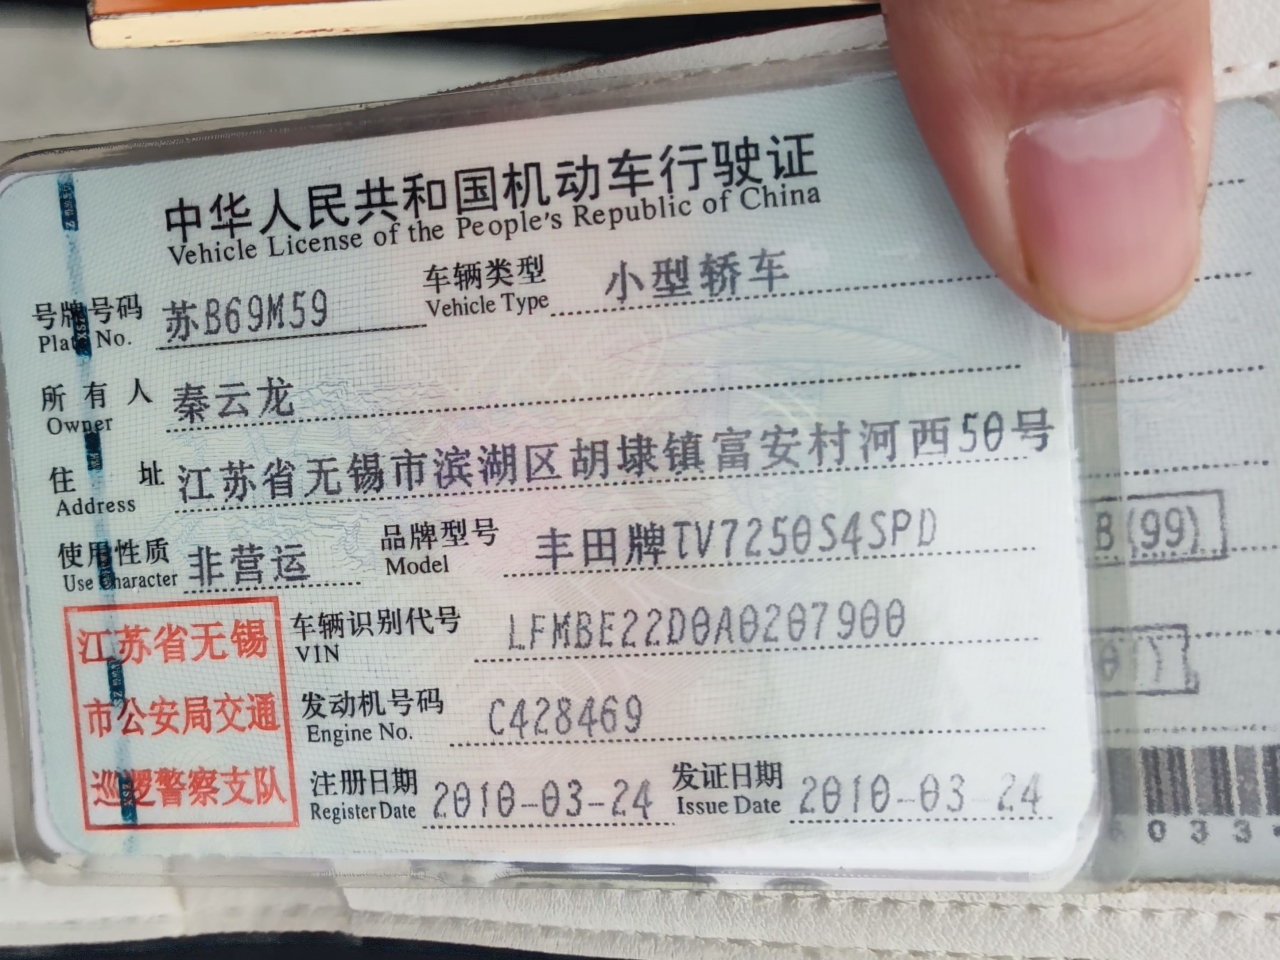 中华人民共和国机动车行驶证
Vehicle License of the People's Republic of China
号牌号码 苏B69M59 车辆类型 小型轿车
Plate No. Vehicle Type
所有人 秦云龙
Owner
住址 江苏省无锡市滨湖区胡埭镇富安村河西50号
Address
使用性质 非营运 品牌型号 丰田牌TV7250S4SPD
Use Character Model
车辆识别代号 LFMBE22D0A0207900
VIN
发动机号码 C428469
Engine No.
注册日期 2010-03-24 发证日期 2010-03-24
Register Date Issue Date
江苏省无锡
市公安局交通
巡逻警察支队
B(99)
033